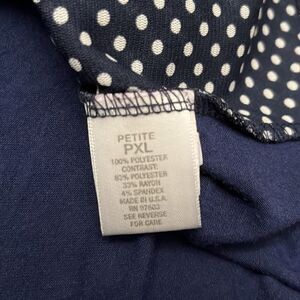 PETITE
PXL
100% POLYESTER
CONTRAST:
63% POLYESTER
33% RAYON
4% SPANDEX
MADE IN U.S.A.
RN 97603
SEE REVERSE
FOR CARE